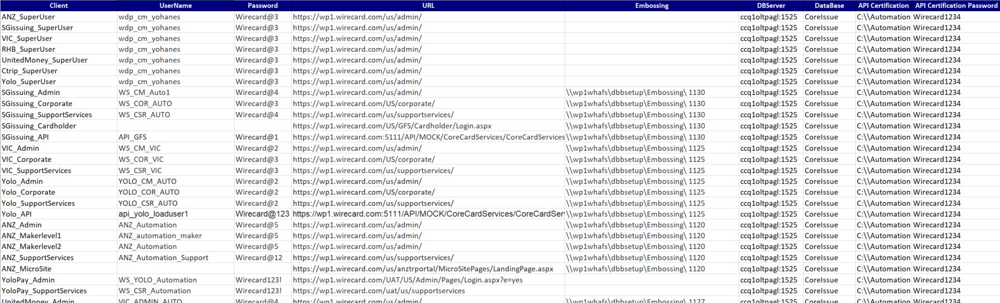 Client UserName Password URL Embossing DBServer DataBase API Certification API Certification Password
ANZ_SuperUser wdp_cm_yohanes Wirecard@3 https://wp1.wirecard.com/us/admin/ ccq1oltpagl:1525 CoreIssue C:\\Automation Wirecard1234
SGissuing_SuperUser wdp_cm_yohanes Wirecard@3 https://wp1.wirecard.com/us/admin/ ccq1oltpagl:1525 CoreIssue C:\\Automation Wirecard1234
VIC_SuperUser wdp_cm_yohanes Wirecard@3 https://wp1.wirecard.com/us/admin/ ccq1oltpagl:1525 CoreIssue C:\\Automation Wirecard1234
RHB_SuperUser wdp_cm_yohanes Wirecard@3 https://wp1.wirecard.com/us/admin/ ccq1oltpagl:1525 CoreIssue C:\\Automation Wirecard1234
UnitedMoney_SuperUser wdp_cm_yohanes Wirecard@3 https://wp1.wirecard.com/us/admin/ ccq1oltpagl:1525 CoreIssue C:\\Automation Wirecard1234
Ctrip_SuperUser wdp_cm_yohanes Wirecard@3 https://wp1.wirecard.com/us/admin/ ccq1oltpagl:1525 CoreIssue C:\\Automation Wirecard1234
Yolo_SuperUser wdp_cm_yohanes Wirecard@3 https://wp1.wirecard.com/us/admin/ ccq1oltpagl:1525 CoreIssue C:\\Automation Wirecard1234
SGissuing_Admin WS_CM_Auto1 Wirecard@4 https://wp1.wirecard.com/us/admin/ \\wp1whafs\dbbsetup\Embossing\ 1130 ccq1oltpagl:1525 CoreIssue C:\\Automation Wirecard1234
SGissuing_Corporate WS_COR_AUTO Wirecard@3 https://wp1.wirecard.com/US/corporate/ \\wp1whafs\dbbsetup\Embossing\ 1130 ccq1oltpagl:1525 CoreIssue C:\\Automation Wirecard1234
SGissuing_SupportServices WS_CSR_AUTO Wirecard@4 https://wp1.wirecard.com/us/supportservices/ \\wp1whafs\dbbsetup\Embossing\ 1130 ccq1oltpagl:1525 CoreIssue C:\\Automation Wirecard1234
SGissuing_Cardholder https://wp1.wirecard.com/US/GFS/Cardholder/Login.aspx \\wp1whafs\dbbsetup\Embossing\ 1130 ccq1oltpagl:1525 CoreIssue C:\\Automation Wirecard1234
SGissuing_API API_GFS Wirecard@1 https://wp1.wirecard.com:5111/API/MOCK/CoreCardServices/CoreCardServices \\wp1whafs\dbbsetup\Embossing\ 1130 ccq1oltpagl:1525 CoreIssue C:\\Automation Wirecard1234
VIC_Admin WS_CM_VIC Wirecard@2 https://wp1.wirecard.com/us/admin/ \\wp1whafs\dbbsetup\Embossing\ 1125 ccq1oltpagl:1525 CoreIssue C:\\Automation Wirecard1234
VIC_Corporate WS_COR_VIC Wirecard@3 https://wp1.wirecard.com/US/corporate/ \\wp1whafs\dbbsetup\Embossing\ 1125 ccq1oltpagl:1525 CoreIssue C:\\Automation Wirecard1234
VIC_SupportServices WS_CSR_VIC Wirecard@3 https://wp1.wirecard.com/us/supportservices/ \\wp1whafs\dbbsetup\Embossing\ 1125 ccq1oltpagl:1525 CoreIssue C:\\Automation Wirecard1234
Yolo_Admin YOLO_CM_AUTO Wirecard@2 https://wp1.wirecard.com/us/admin/ \\wp1whafs\dbbsetup\Embossing\ 1125 ccq1oltpagl:1525 CoreIssue C:\\Automation Wirecard1234
Yolo_Corporate YOLO_COR_AUTO Wirecard@2 https://wp1.wirecard.com/US/corporate/ \\wp1whafs\dbbsetup\Embossing\ 1125 ccq1oltpagl:1525 CoreIssue C:\\Automation Wirecard1234
Yolo_SupportServices YOLO_CSR_AUTO Wirecard@2 https://wp1.wirecard.com/us/supportservices/ \\wp1whafs\dbbsetup\Embossing\ 1125 ccq1oltpagl:1525 CoreIssue C:\\Automation Wirecard1234
Yolo_API api_yolo_loaduser1 Wirecard@123 https://wp1.wirecard.com:5111/API/MOCK/CoreCardServices/CoreCardSer \\wp1whafs\dbbsetup\Embossing\ 1125 ccq1oltpagl:1525 CoreIssue C:\\Automation Wirecard1234
ANZ_Admin ANZ_Automation Wirecard@5 https://wp1.wirecard.com/us/admin/ \\wp1whafs\dbbsetup\Embossing\ 1120 ccq1oltpagl:1525 CoreIssue C:\\Automation Wirecard1234
ANZ_Makerlevel1 ANZ_automation_maker Wirecard@5 https://wp1.wirecard.com/us/admin/ \\wp1whafs\dbbsetup\Embossing\ 1120 ccq1oltpagl:1525 CoreIssue C:\\Automation Wirecard1234
ANZ_Makerlevel2 ANZ_Automation Wirecard@5 https://wp1.wirecard.com/us/admin/ \\wp1whafs\dbbsetup\Embossing\ 1120 ccq1oltpagl:1525 CoreIssue C:\\Automation Wirecard1234
ANZ_SupportServices ANZ_Automation_Support Wirecard@12 https://wp1.wirecard.com/us/supportservices/ \\wp1whafs\dbbsetup\Embossing\ 1120 ccq1oltpagl:1525 CoreIssue C:\\Automation Wirecard1234
ANZ_MicroSite https://wp1.wirecard.com/us/anztrportal/MicroSitePages/LandingPage.aspx \\wp1whafs\dbbsetup\Embossing\ 1120 ccq1oltpagl:1525 CoreIssue C:\\Automation Wirecard1234
YoloPay_Admin WS_YOLO_Automation Wirecard123! https://wp1.wirecard.com/UAT/US/Admin/Pages/Login.aspx?e=yes ccq1oltpagl:1525 CoreIssue C:\\Automation Wirecard1234
YoloPay_SupportServices WS_CSR_Automation Wirecard123! https://wp1.wirecard.com/uat/us/supportservices ccq1oltpagl:1525 CoreIssue C:\\Automation Wirecard1234
UnitedMoney_Admin VIC_ADMIN_AUTO Wirecard@4 https://wp1.wirecard.com/us/admin/ \\wp1whafs\dbbsetup\Embossing\ 1127 ccq1oltpagl:1525 CoreIssue C:\\Automation Wirecard1234